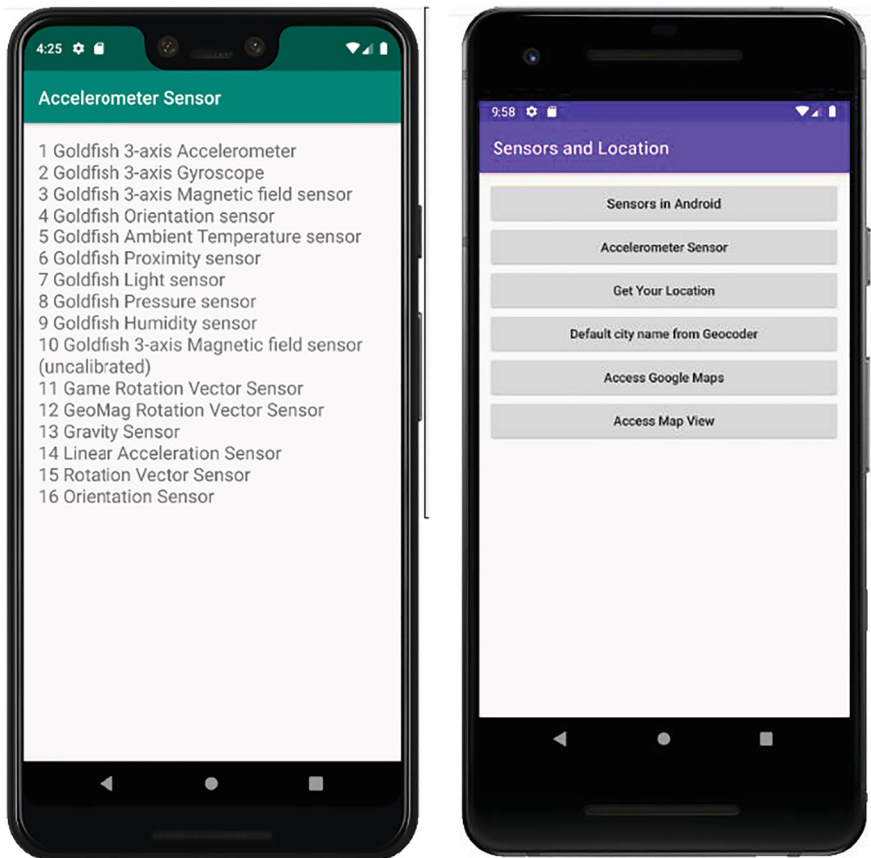 4:25
Accelerometer Sensor
1 Goldfish 3-axis Accelerometer
2 Goldfish 3-axis Gyroscope
3 Goldfish 3-axis Magnetic field sensor
4 Goldfish Orientation sensor
5 Goldfish Ambient Temperature sensor
6 Goldfish Proximity sensor
7 Goldfish Light sensor
8 Goldfish Pressure sensor
9 Goldfish Humidity sensor
10 Goldfish 3-axis Magnetic field sensor
(uncalibrated)
11 Game Rotation Vector Sensor
12 GeoMag Rotation Vector Sensor
13 Gravity Sensor
14 Linear Acceleration Sensor
15 Rotation Vector Sensor
16 Orientation Sensor
9:58
Sensors and Location
Sensors in Android
Accelerometer Sensor
Get Your Location
Default city name from Geocoder
Access Google Maps
Access Map View